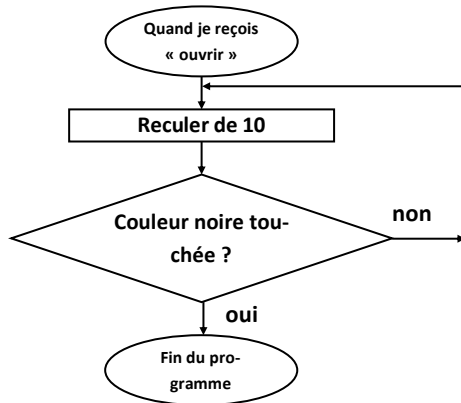 Quand je reçois
« ouvrir »
Reculer de 10
Couleur noire tou-
chée ?
non
oui
Fin du pro-
gramme